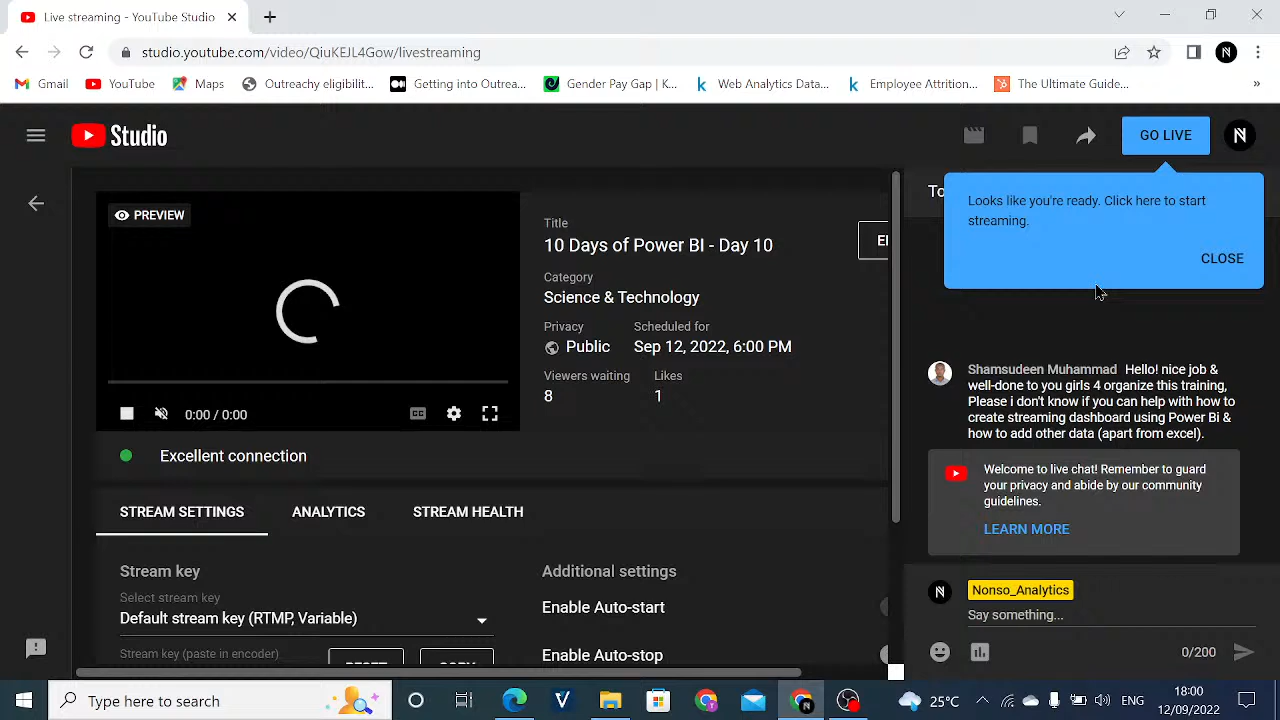 Live streaming - YouTube Studio
studio.youtube.com/video/QiuKEJL4Gow/livestreaming
Gmail
YouTube
Maps
Outreachy eligibilit...
Getting into Outrea...
Gender Pay Gap | K...
Web Analytics Data...
Employee Attrition...
The Ultimate Guide...
»
Studio
GO LIVE
N
Looks like you're ready. Click here to start
streaming.
CLOSE
PREVIEW
0:00 / 0:00
CC
Title
10 Days of Power BI - Day 10
Category
Science & Technology
Privacy
Public
Scheduled for
Sep 12, 2022, 6:00 PM
Viewers waiting
8
Likes
1
Excellent connection
STREAM SETTINGS
ANALYTICS
STREAM HEALTH
Stream key
Select stream key
Default stream key (RTMP, Variable)
Stream key (paste in encoder)
RESET
COPY
Additional settings
Enable Auto-start
Enable Auto-stop
Shamsudeen Muhammad Hello! nice job &
well-done to you girls 4 organize this training,
Please i don't know if you can help with how to
create streaming dashboard using Power Bi &
how to add other data (apart from excel).
Welcome to live chat! Remember to guard
your privacy and abide by our community
guidelines.
LEARN MORE
N
Nonso_Analytics
Say something...
0/200
Type here to search
25°C
ENG
18:00
12/09/2022